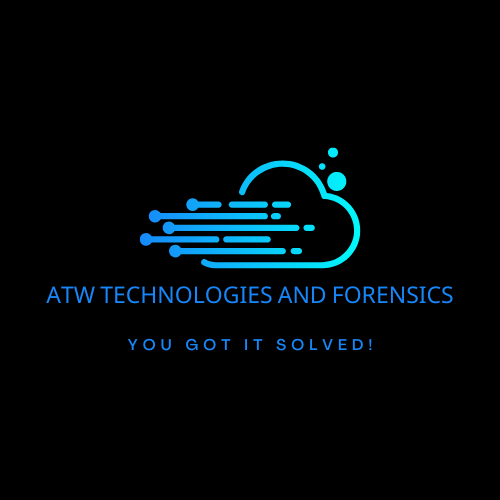 ATW TECHNOLOGIES AND FORENSICS
YOU GOT IT SOLVED!